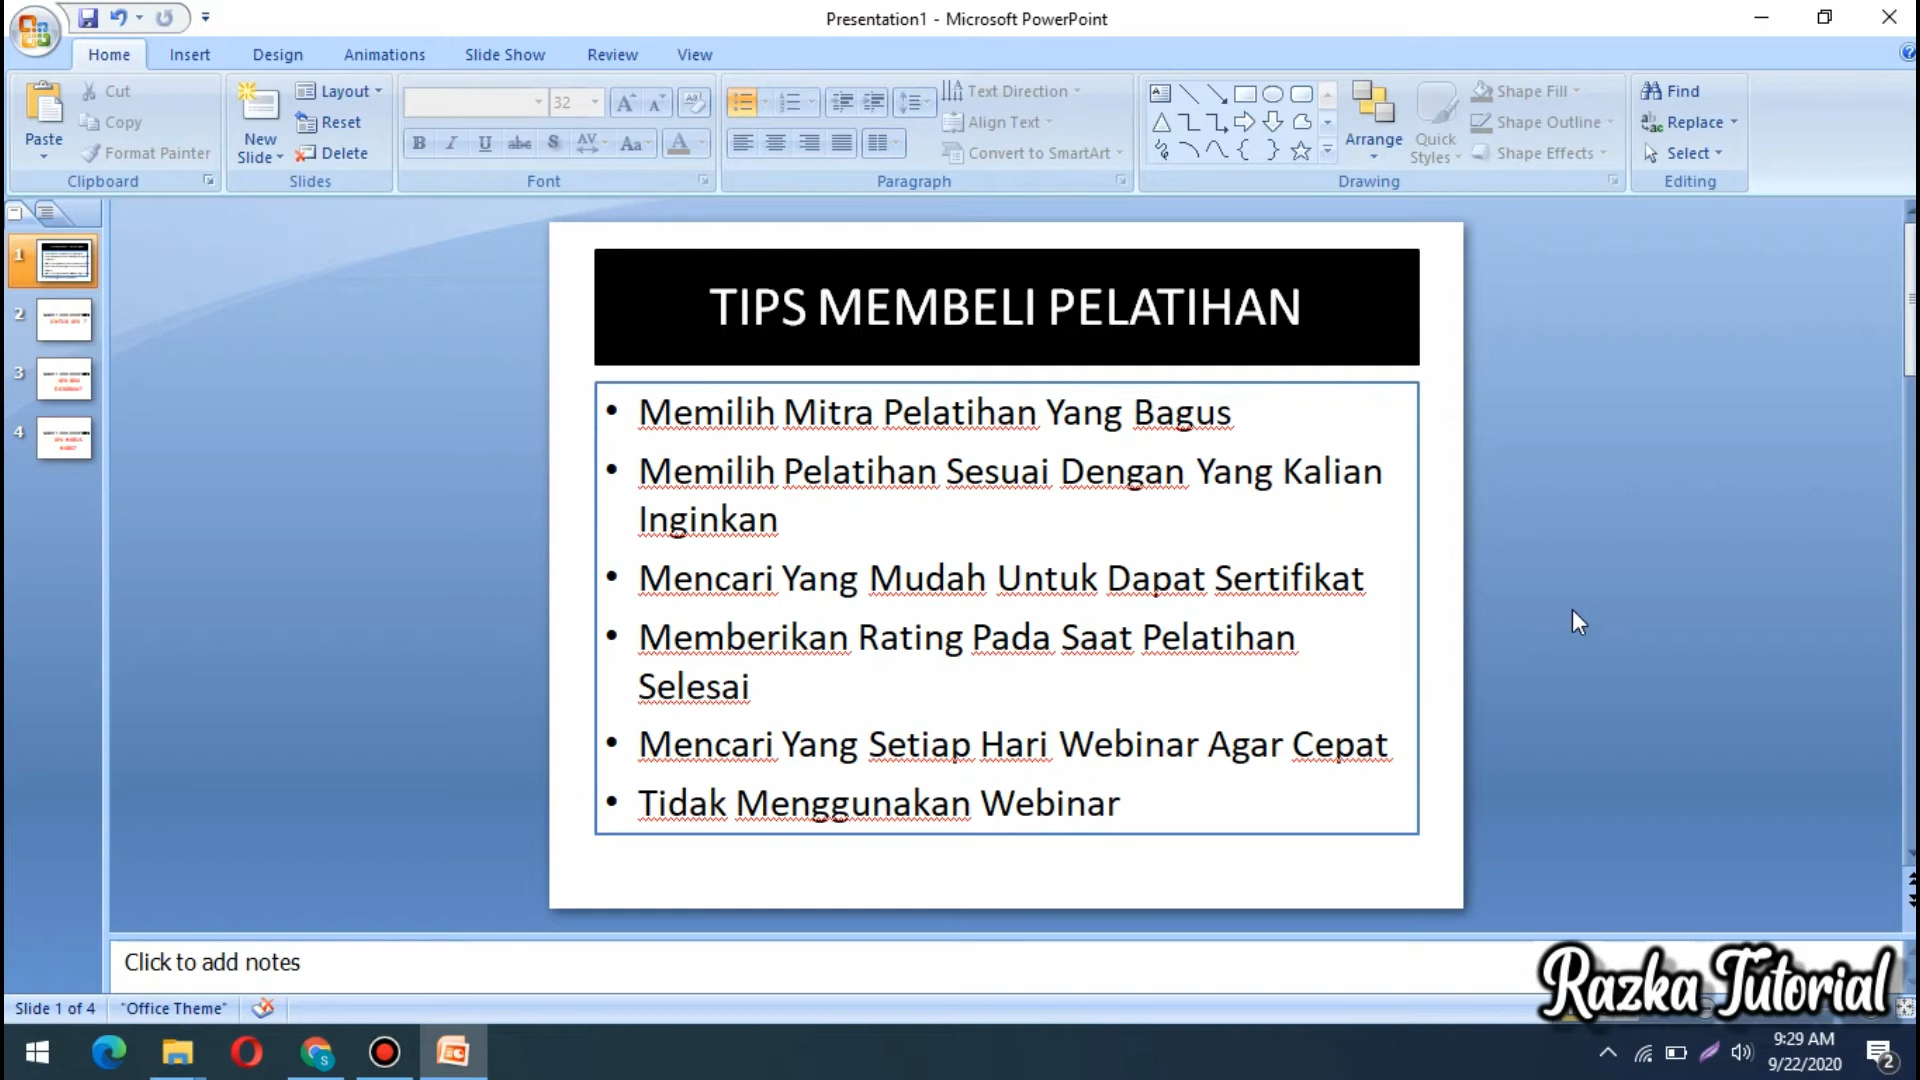 Presentation1 - Microsoft PowerPoint
Home Insert Design Animations Slide Show Review View
Paste Cut Copy Format Painter Clipboard
New Slide Layout Reset Delete Slides
32 Font
Text Direction Align Text Convert to SmartArt Paragraph
Arrange Quick Styles Shape Fill Shape Outline Shape Effects Drawing
Find Replace Select Editing
1
2
3
4
TIPS MEMBELI PELATIHAN
• Memilih Mitra Pelatihan Yang Bagus
• Memilih Pelatihan Sesuai Dengan Yang Kalian
Inginkan
• Mencari Yang Mudah Untuk Dapat Sertifikat
• Memberikan Rating Pada Saat Pelatihan
Selesai
• Mencari Yang Setiap Hari Webinar Agar Cepat
• Tidak Menggunakan Webinar
Click to add notes
Razka Tutorial
Slide 1 of 4 "Office Theme"
9:29 AM
9/22/2020
2